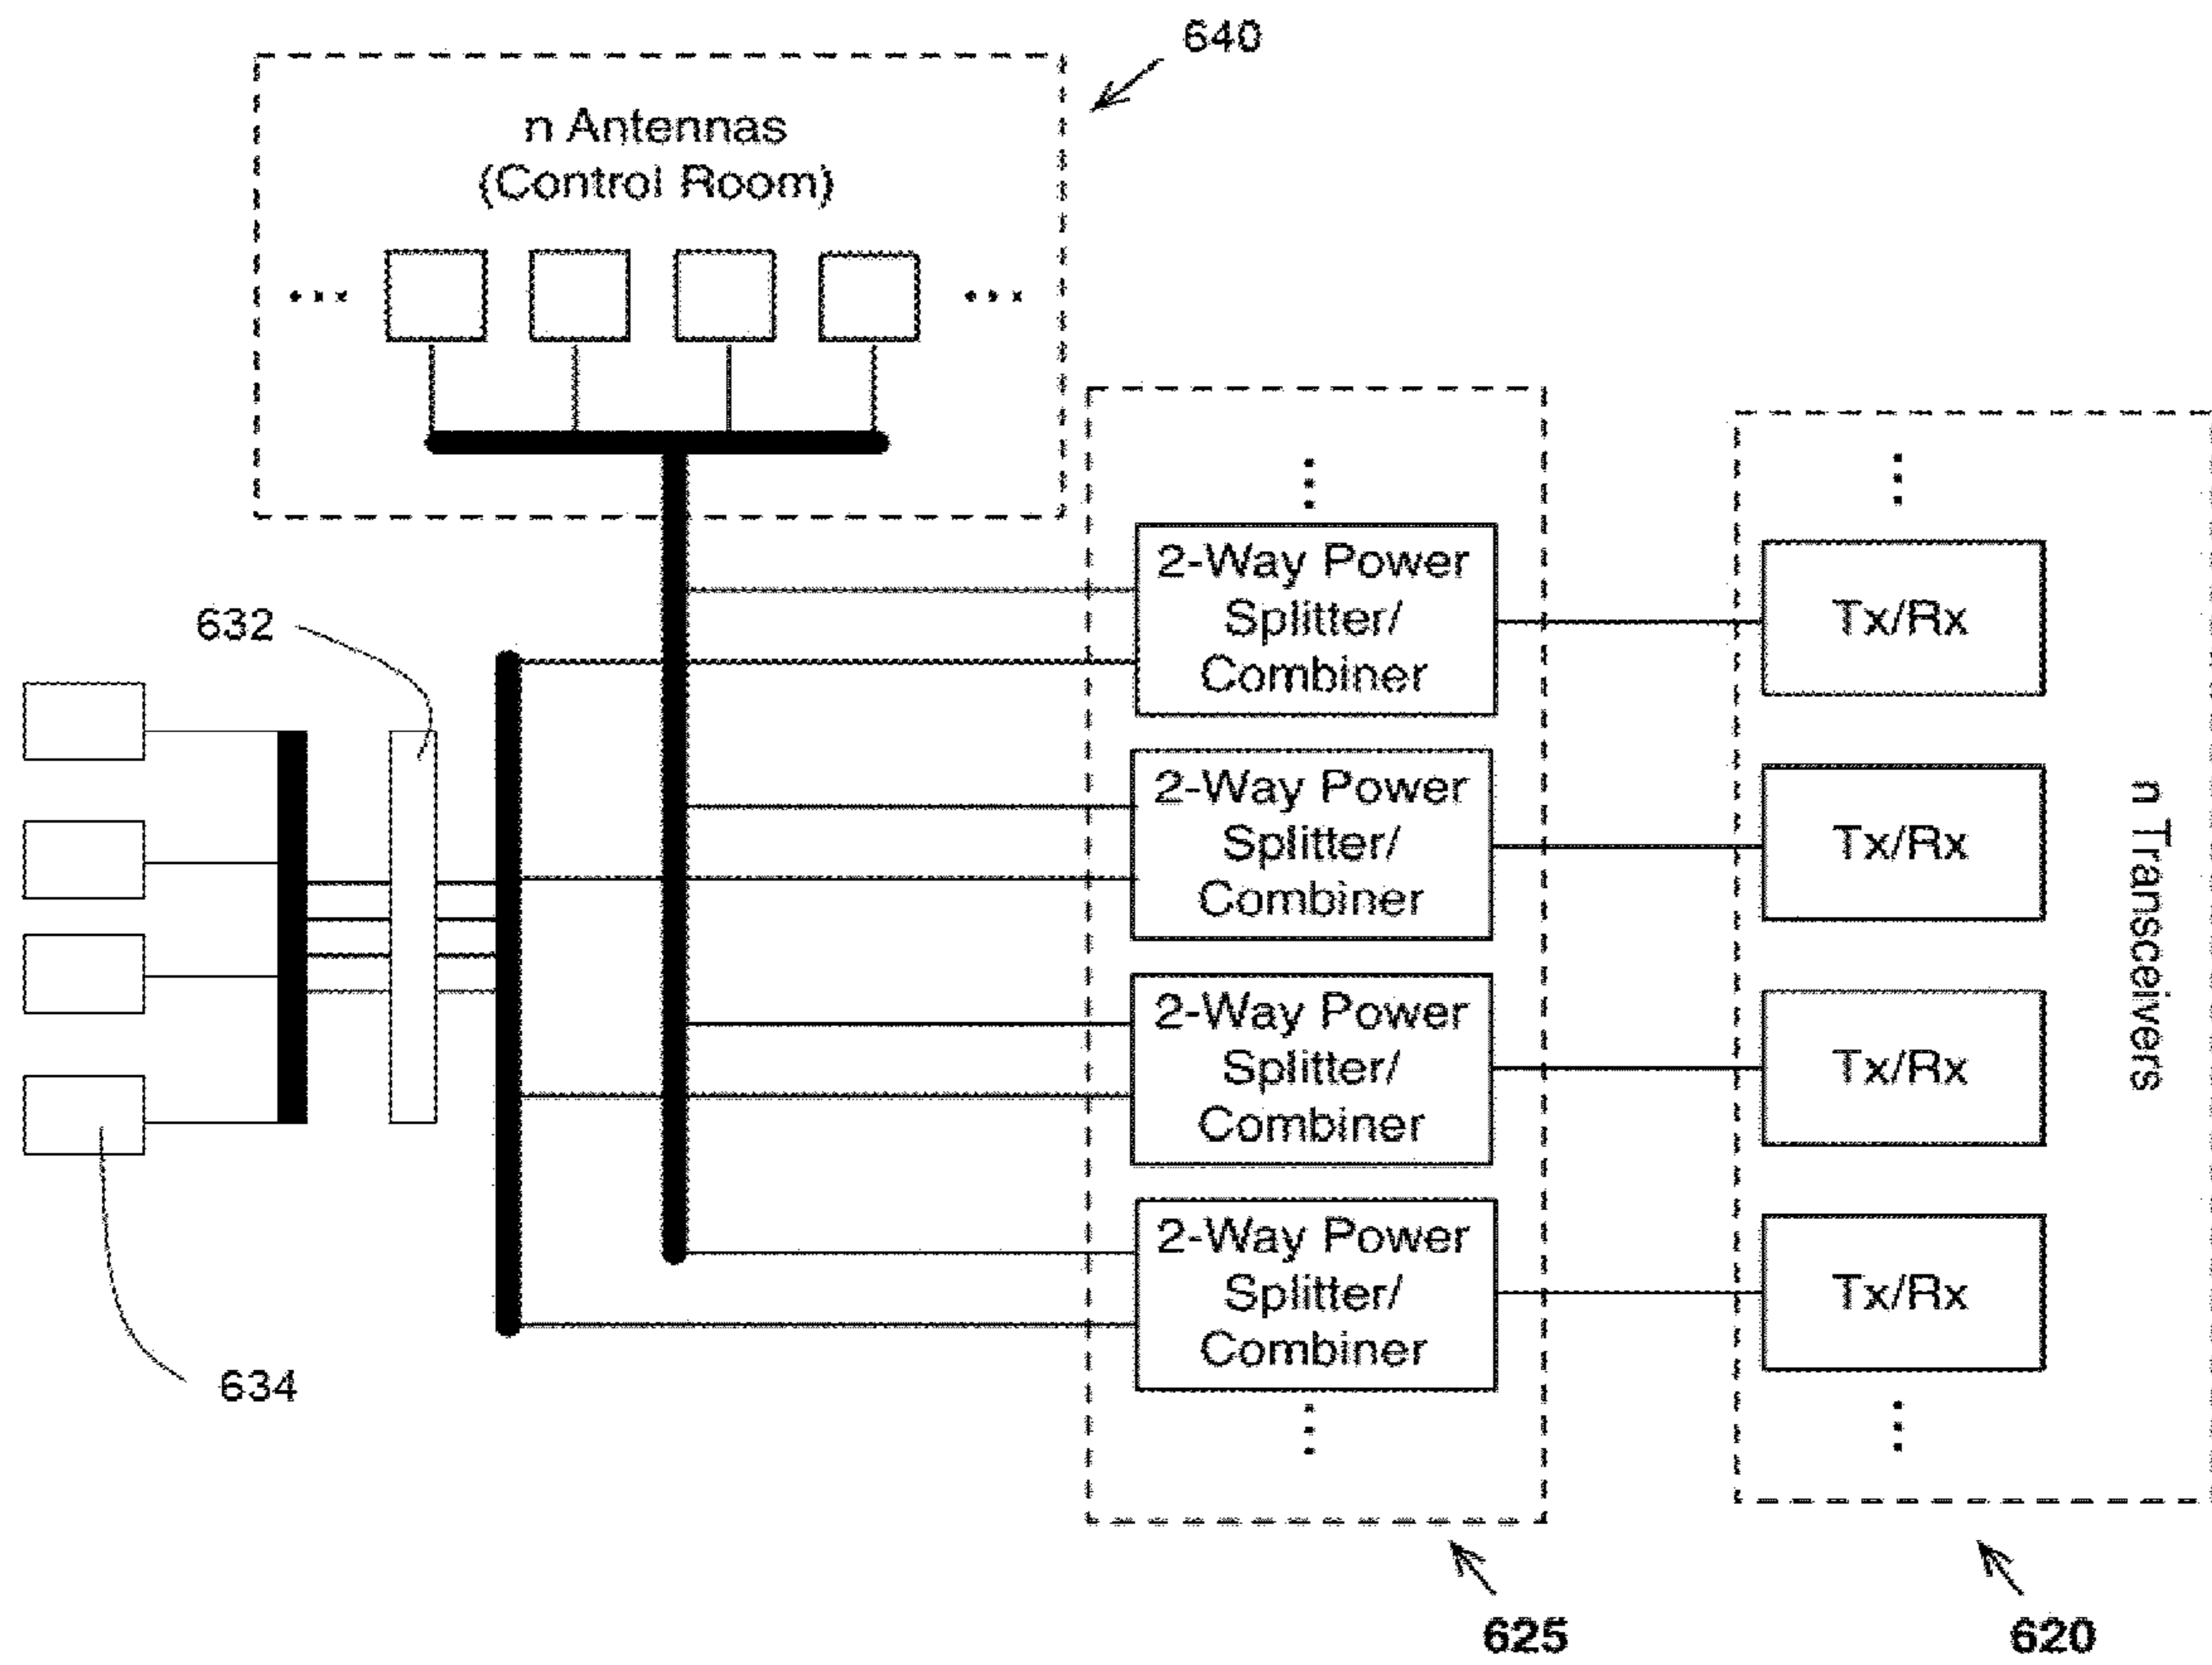 640
n Antennas
(Control Room)
632
2-Way Power
Splitter/
Combiner
Tx/Rx
2-Way Power
Splitter/
Combiner
Tx/Rx
2-Way Power
Splitter/
Combiner
Tx/Rx
2-Way Power
Splitter/
Combiner
Tx/Rx
n Transceivers
634
625
620